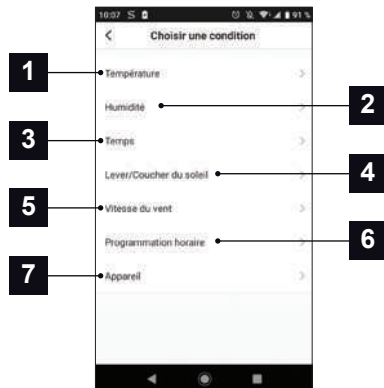 10:07 S 91 %
Choisir une condition
1 Température
Humidité 2
3 Temps
Lever/Coucher du soleil 4
5 Vitesse du vent
Programmation horaire 6
7 Appareil